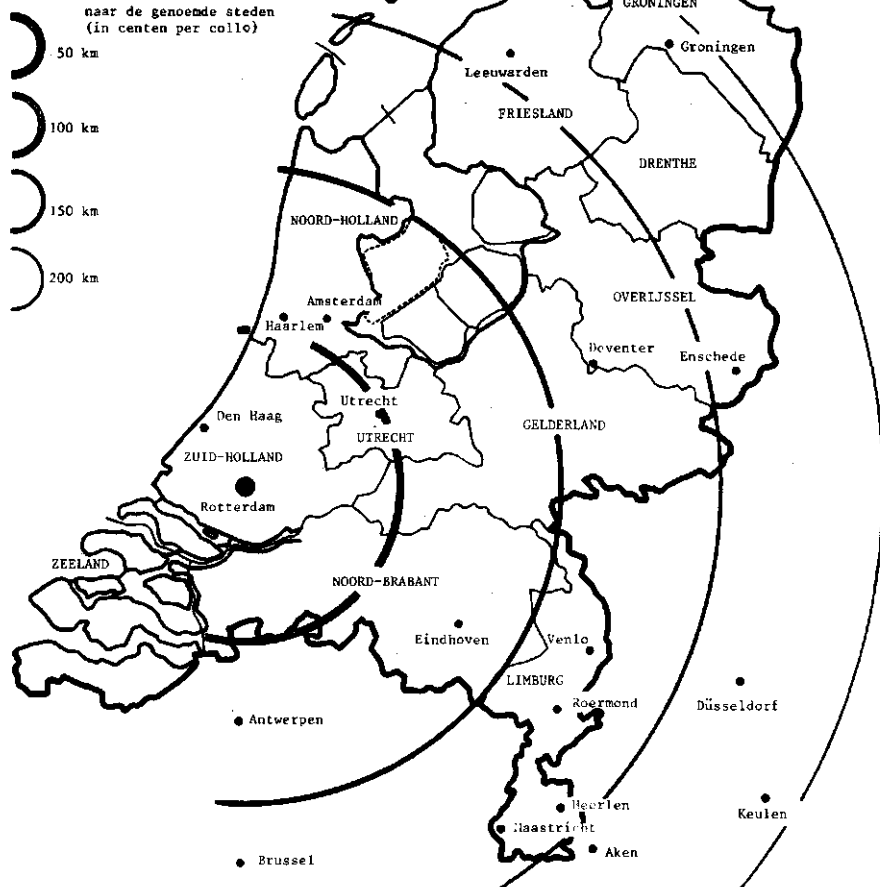 naar de genoemde steden
(in centen per collo)
50 km
100 km
150 km
200 km
GRONINGEN
Groningen
Leeuwarden
FRIESLAND
DRENTHE
NOORD-HOLLAND
OVERIJSSEL
Amsterdam
Haarlem
Deventer
Enschede
Utrecht
Den Haag
GELDERLAND
UTRECHT
ZUID-HOLLAND
Rotterdam
ZEELAND
NOORD-BRABANT
Eindhoven
Venlo
LIMBURG
Roermond
Düsseldorf
Antwerpen
Heerlen
Keulen
Maastricht
Aken
Brussel